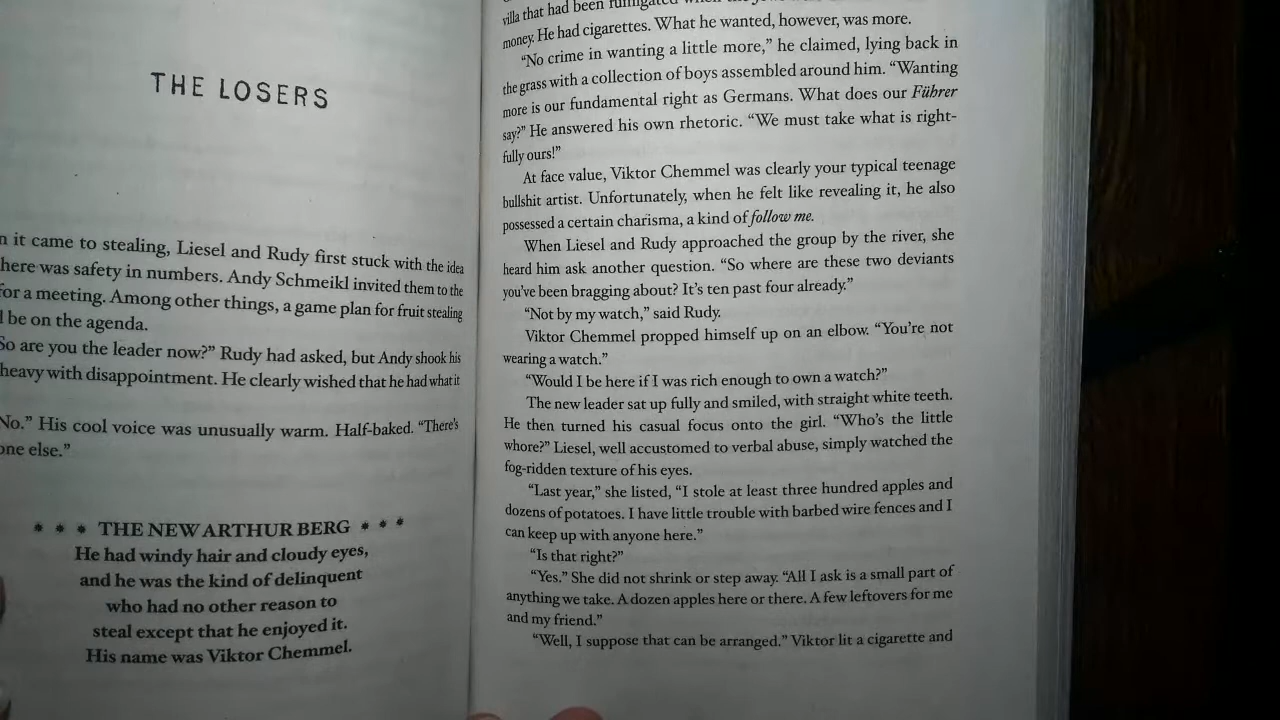 THE LOSERS
it came to stealing, Liesel and Rudy first stuck with the idea
here was safety in numbers. Andy Schmeikl invited them to the
for a meeting. Among other things, a game plan for fruit stealing
be on the agenda.
So are you the leader now?” Rudy had asked, but Andy shook his
heavy with disappointment. He clearly wished that he had what it
No.” His cool voice was unusually warm. Half-baked. “There’s
one else.”
* * * THE NEW ARTHUR BERG * * *
He had windy hair and cloudy eyes,
and he was the kind of delinquent
who had no other reason to
steal except that he enjoyed it.
His name was Viktor Chemmel.
villa that had been fumigated when the
money. He had cigarettes. What he wanted, however, was more.
“No crime in wanting a little more,” he claimed, lying back in
the grass with a collection of boys assembled around him. “Wanting
more is our fundamental right as Germans. What does our Führer
say?” He answered his own rhetoric. “We must take what is right-
fully ours!”
At face value, Viktor Chemmel was clearly your typical teenage
bullshit artist. Unfortunately, when he felt like revealing it, he also
possessed a certain charisma, a kind of follow me.
When Liesel and Rudy approached the group by the river, she
heard him ask another question. “So where are these two deviants
you’ve been bragging about? It’s ten past four already.”
“Not by my watch,” said Rudy.
Viktor Chemmel propped himself up on an elbow. “You’re not
wearing a watch.”
“Would I be here if I was rich enough to own a watch?”
The new leader sat up fully and smiled, with straight white teeth.
He then turned his casual focus onto the girl. “Who’s the little
whore?” Liesel, well accustomed to verbal abuse, simply watched the
fog-ridden texture of his eyes.
“Last year,” she listed, “I stole at least three hundred apples and
dozens of potatoes. I have little trouble with barbed wire fences and I
can keep up with anyone here.”
“Is that right?”
“Yes.” She did not shrink or step away. “All I ask is a small part of
anything we take. A dozen apples here or there. A few leftovers for me
and my friend.”
“Well, I suppose that can be arranged.” Viktor lit a cigarette and